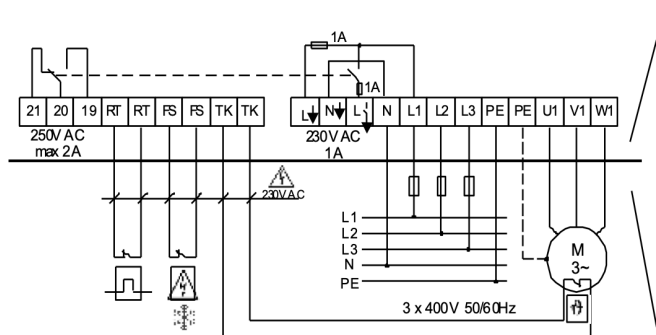 1A
1A
21 20 19 RT RT FS FS TK TK
L N L N L1 L2 L3 PE PE U1 V1 W1
250V AC
max 2A
230V AC
1A
230V AC
L1
L2
L3
N
PE
M
3~
3 x 400V 50/60Hz